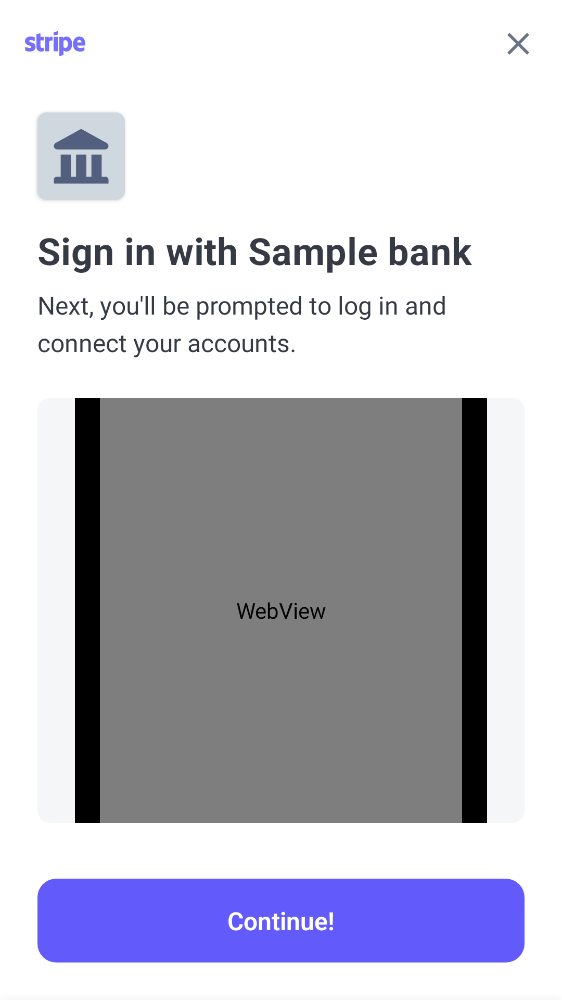 stripe
Sign in with Sample bank
Next, you'll be prompted to log in and
connect your accounts.
WebView
Continue!